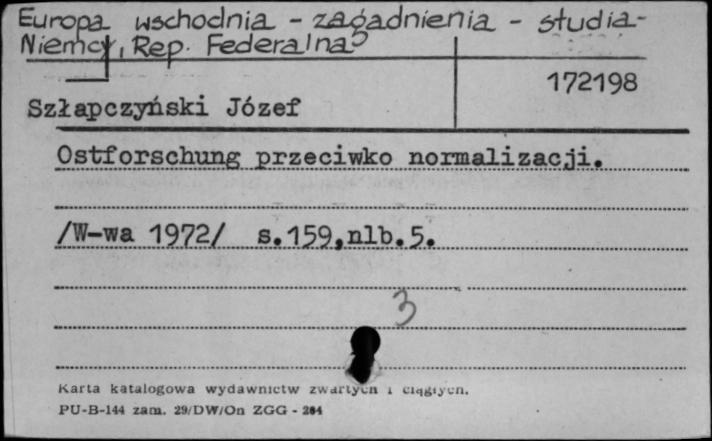 Europa wschodnia - zagadnienia - studia-
Niemcy, Rep. Federalna
172198
Szłapczyński Józef
Ostforschung przeciwko normalizacji.
/W-wa 1972/ s.159,nlb.5.
3
Karta katalogowa wydawnictw zwartych i ciągłych.
PU-B-144 zam. 29/DW/On ZGG - 284